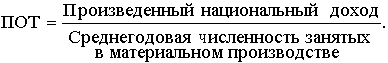 ПОТ = Произведенный национальный доход
Среднегодовая численность занятых
в материальном производстве.